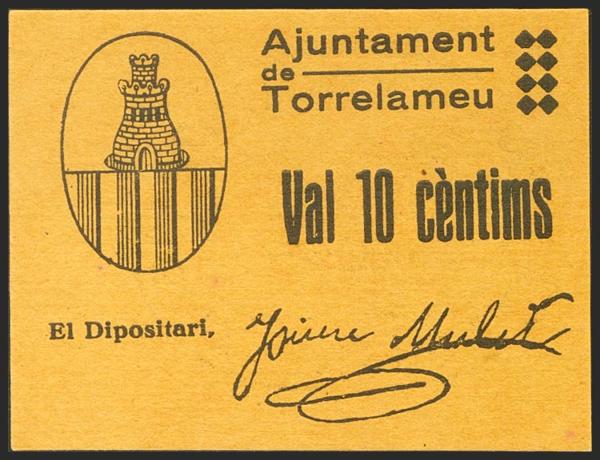 Ajuntament
de
Torrelameu
Val 10 cèntims
El Dipositari,